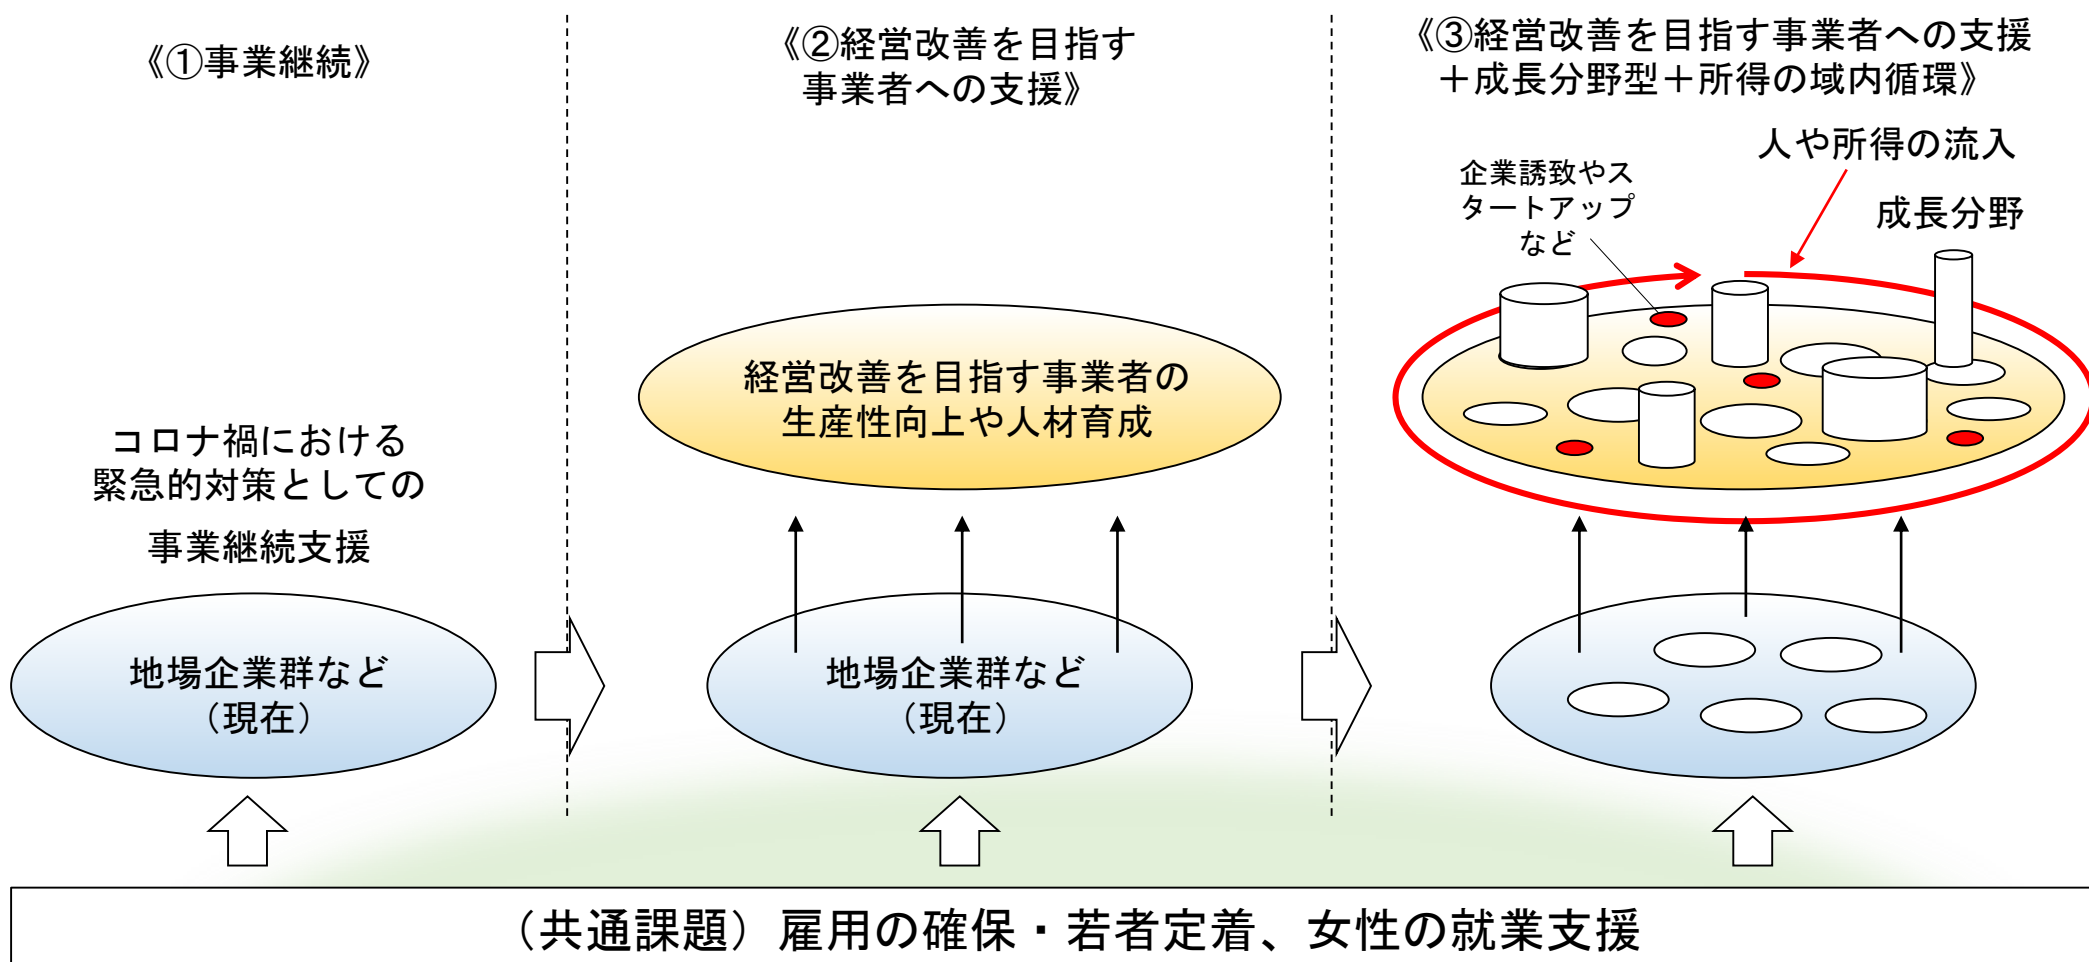 《①事業継続》
コロナ禍における
緊急的対策としての
事業継続支援
地場企業群など
（現在）
《②経営改善を目指す
事業者への支援》
経営改善を目指す事業者の
生産性向上や人材育成
地場企業群など
（現在）
《③経営改善を目指す事業者への支援
＋成長分野型＋所得の域内循環》
人や所得の流入
企業誘致やス
タートアップ
など
成長分野
（共通課題）雇用の確保・若者定着、女性の就業支援